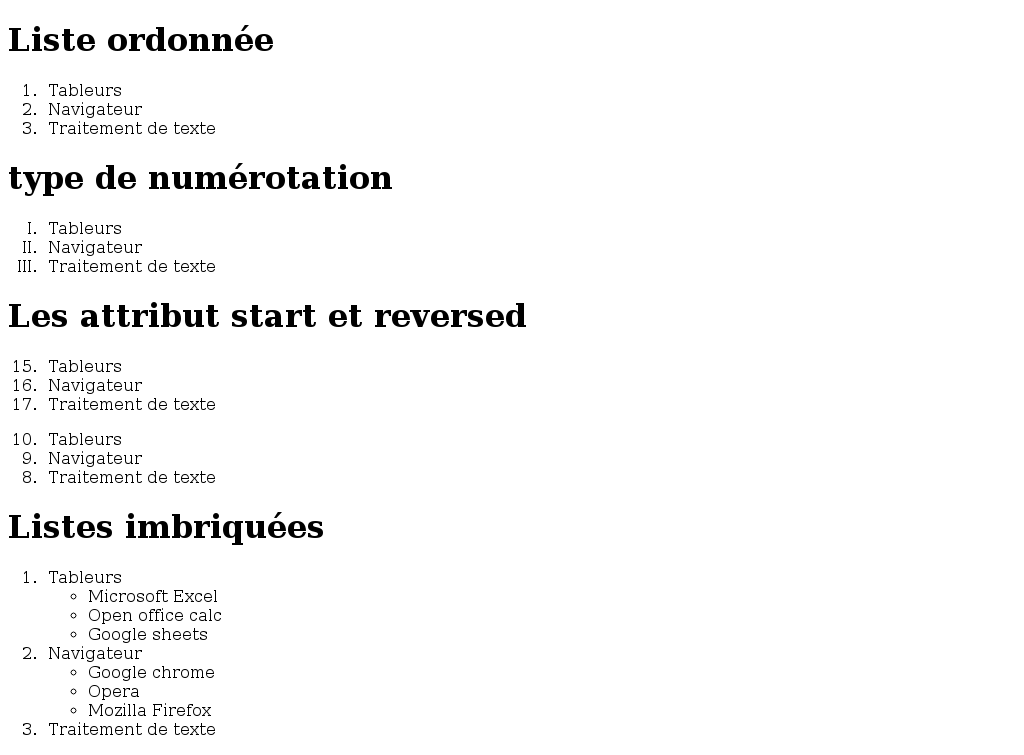 Liste ordonnée
1. Tableurs
2. Navigateur
3. Traitement de texte
type de numérotation
I. Tableurs
II. Navigateur
III. Traitement de texte
Les attribut start et reversed
15. Tableurs
16. Navigateur
17. Traitement de texte
10. Tableurs
9. Navigateur
8. Traitement de texte
Listes imbriquées
1. Tableurs
◦ Microsoft Excel
◦ Open office calc
◦ Google sheets
2. Navigateur
◦ Google chrome
◦ Opera
◦ Mozilla Firefox
3. Traitement de texte